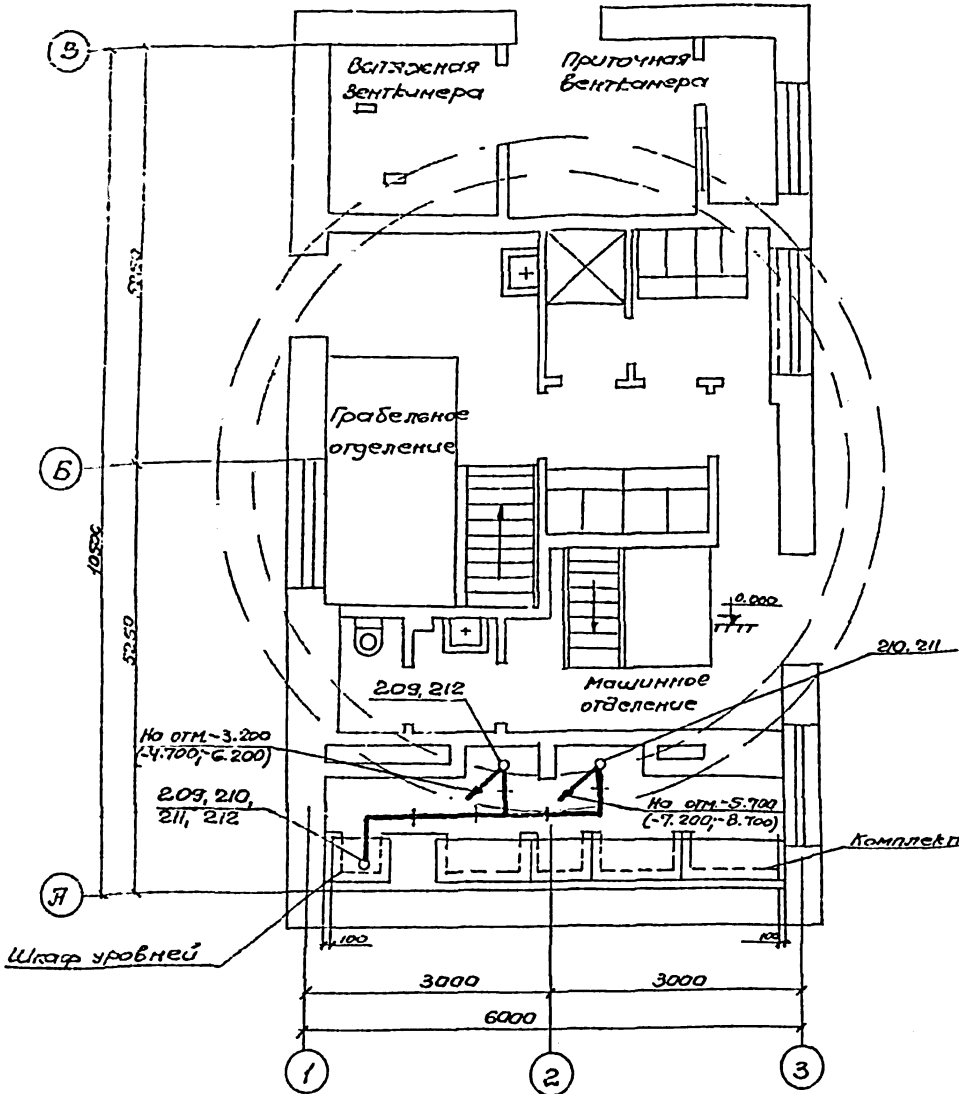 В
Вытяжная
венткамера
Приточная
венткамера
5250
Грабельное
отделение
Б
10500
5250
0.000
210, 211
209, 212
Машинное
отделение
На отм.-3.200
(-4.700;-6.200)
209, 210,
211, 212
На отм.-5.700
(-7.200;-8.700)
А
100
100
Шкаф уровней
3000
3000
6000
1
2
3